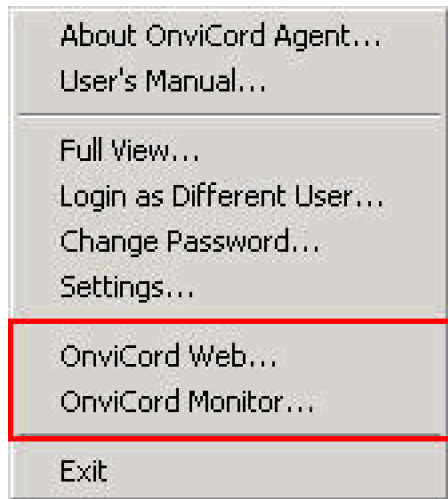 About OnviCord Agent...
User's Manual...
Full View...
Login as Different User...
Change Password...
Settings...
OnviCord Web...
OnviCord Monitor...
Exit